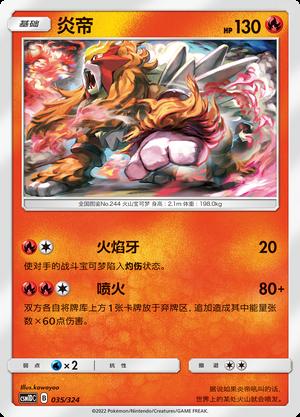 基础 炎帝 HP 130
全国图鉴No.244 火山宝可梦 身高：2.1m 体重：198.0kg
火焰牙 20
使对手的战斗宝可梦陷入灼伤状态。
喷火 80+
双方各自将牌库上方1张卡牌放于弃牌区，追加造成其中能量张
数×60点伤害。
弱点 ×2 抗性 撤退
Illus.kawayoo
csm1DC B 035/324
据说如果炎帝吼叫的话，
世界的某处火山就会喷发。
©2022 Pokémon/Nintendo/Creatures/GAME FREAK.